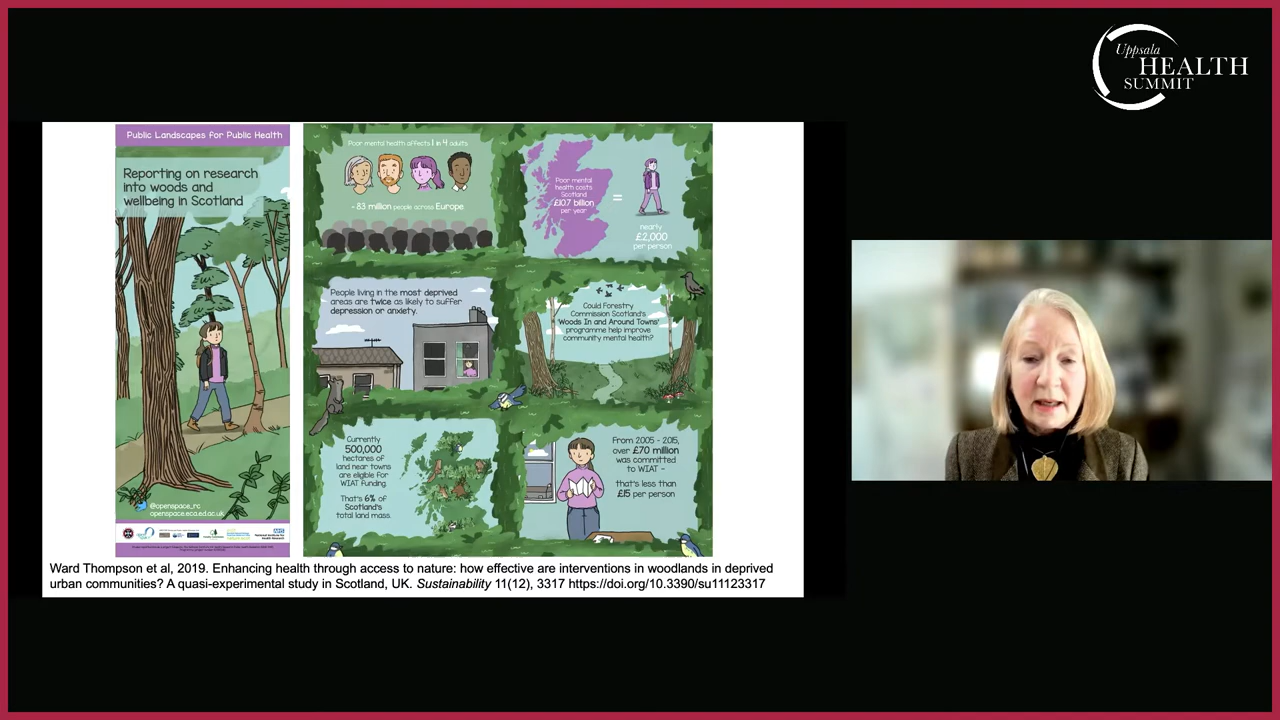 Uppsala
HEALTH
SUMMIT
Public Landscapes for Public Health
Reporting on research
into woods and
wellbeing in Scotland
@openspace_rc
openspace.eca.ed.ac.uk
Poor mental health affects 1 in 4 adults
~ 83 million people across Europe.
Poor mental
health costs
Scotland
£10.7 billion
per year
=
nearly
£2,000
per person
People living in the most deprived
areas are twice as likely to suffer
depression or anxiety.
Could Forestry
Commission Scotland's
'Woods In and Around Towns'
programme help improve
community mental health?
Currently
500,000
hectares of
land near towns
are eligible for
WIAT funding
That's 6% of
Scotland's
total land mass.
From 2005 - 2015,
over £70 million
was committed
to WIAT -
that's less than
£15 per person
Ward Thompson et al, 2019. Enhancing health through access to nature: how effective are interventions in woodlands in deprived
urban communities? A quasi-experimental study in Scotland, UK. Sustainability 11(12), 3317 https://doi.org/10.3390/su11123317